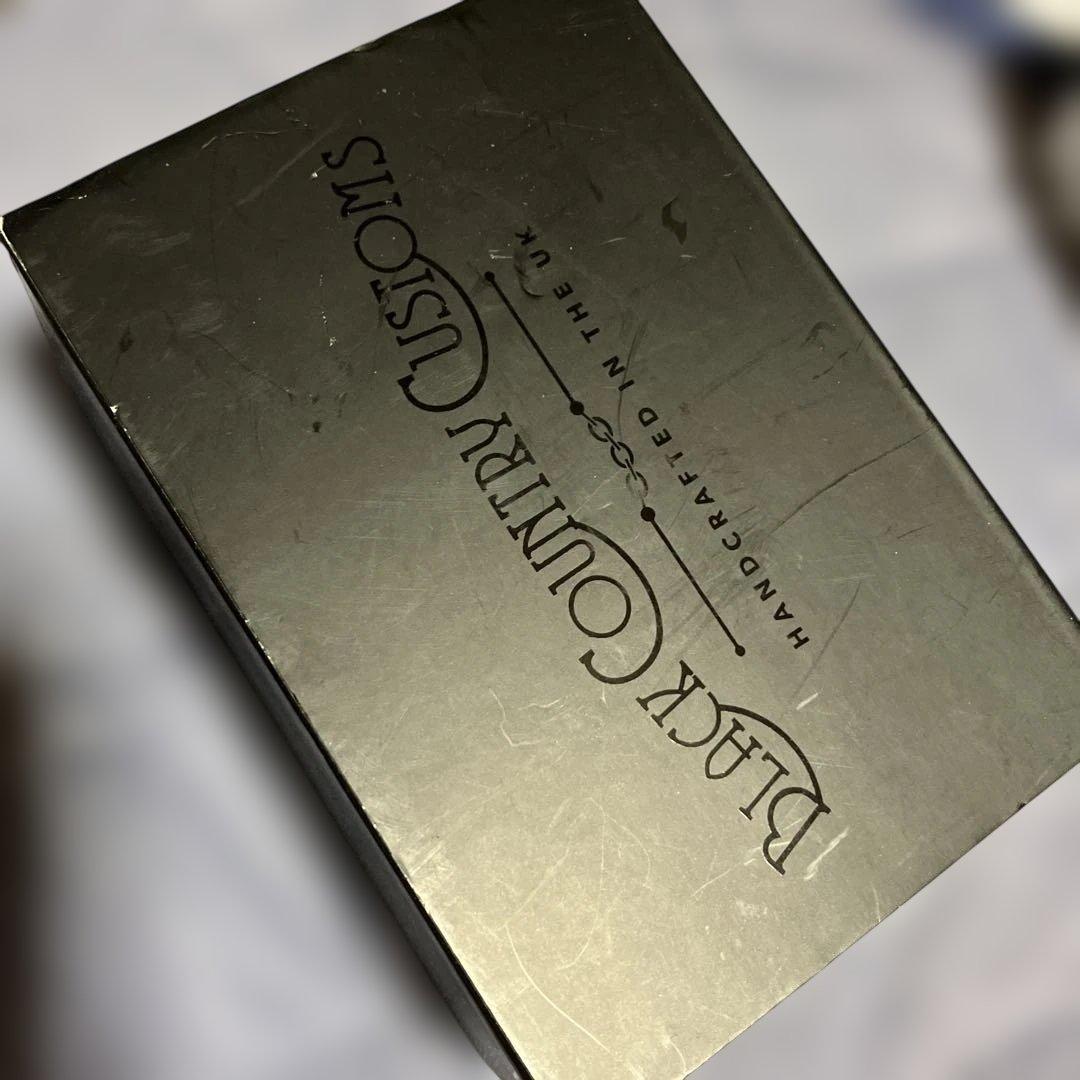 Black Country Customs
HANDCRAFTED IN THE UK